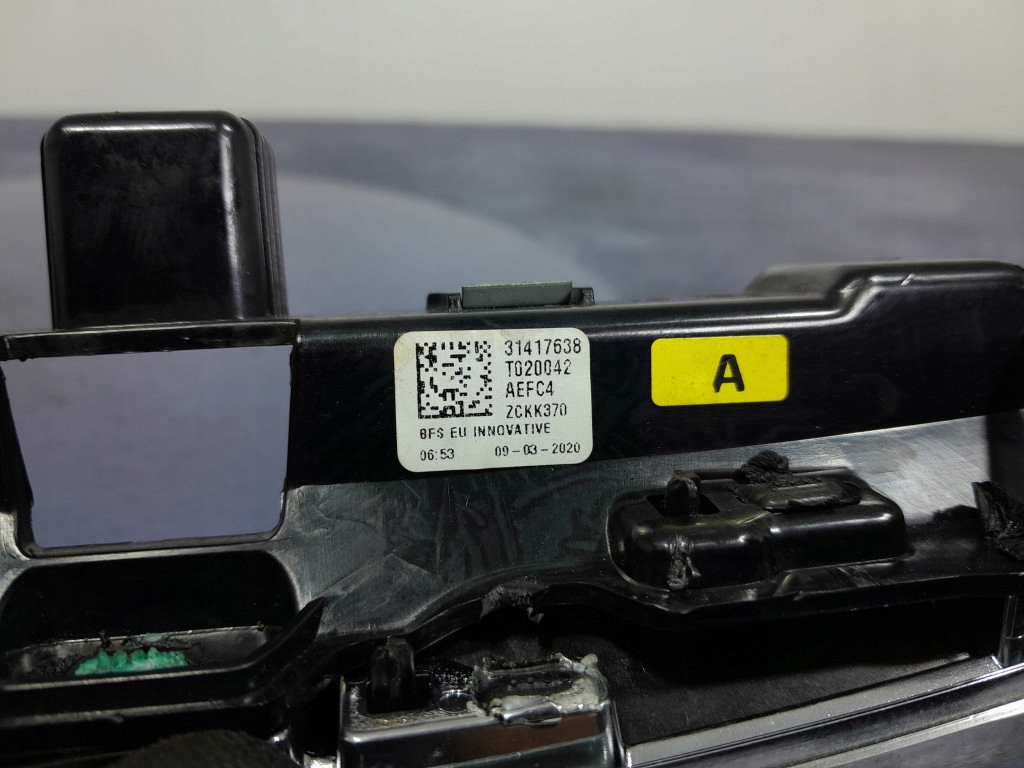 31417638
T020042
AEFC4
ZCKK370
BFS EU INNOVATIVE
06:53 09-03-2020
A